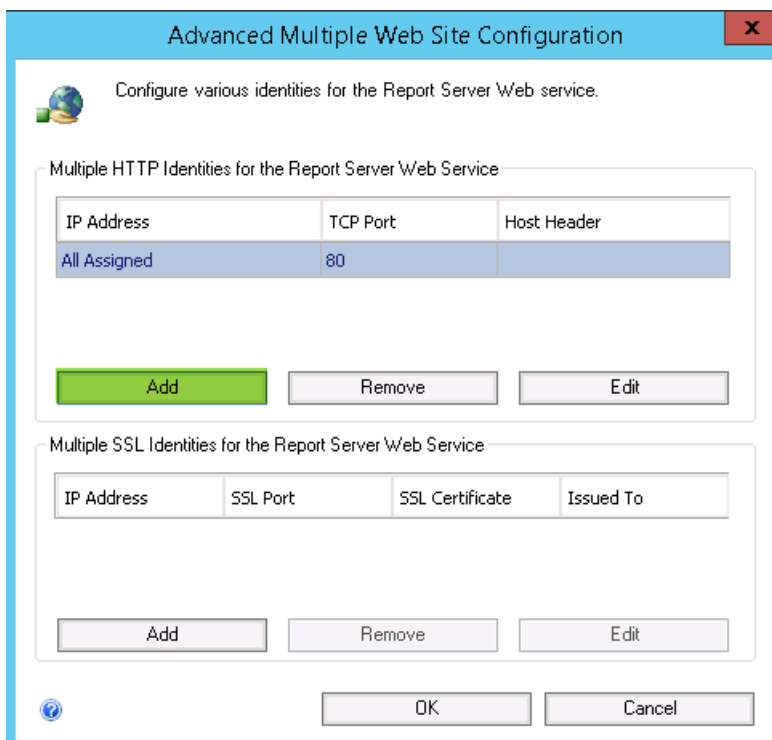 Advanced Multiple Web Site Configuration
x
Configure various identities for the Report Server Web service.
Multiple HTTP Identities for the Report Server Web Service
IP Address TCP Port Host Header
All Assigned 80
Add Remove Edit
Multiple SSL Identities for the Report Server Web Service
IP Address SSL Port SSL Certificate Issued To
Add Remove Edit
? OK Cancel